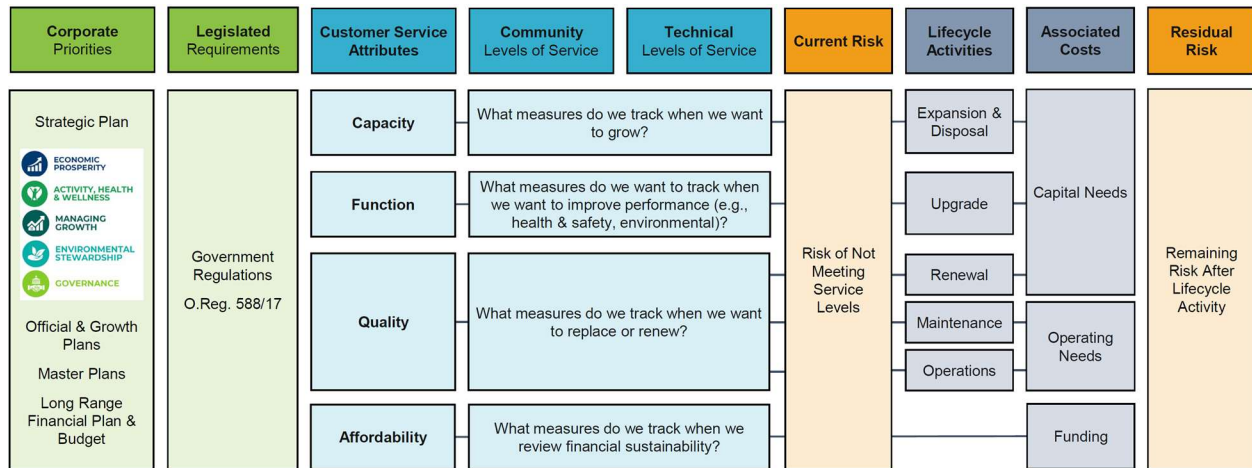 Corporate
Priorities
Legislated
Requirements
Customer Service
Attributes
Community
Levels of Service
Technical
Levels of Service
Current Risk
Lifecycle
Activities
Associated
Costs
Residual
Risk
Strategic Plan
ECONOMIC
PROSPERITY
ACTIVITY, HEALTH
& WELLNESS
MANAGING
GROWTH
ENVIRONMENTAL
STEWARDSHIP
GOVERNANCE
Official & Growth
Plans
Master Plans
Long Range
Financial Plan &
Budget
Government
Regulations
O.Reg. 588/17
Capacity
What measures do we track when we want
to grow?
Function
What measures do we want to track when
we want to improve performance (e.g.,
health & safety, environmental)?
Quality
What measures do we track when we want
to replace or renew?
Affordability
What measures do we track when we
review financial sustainability?
Risk of Not
Meeting
Service
Levels
Expansion &
Disposal
Upgrade
Renewal
Maintenance
Operations
Capital Needs
Operating
Needs
Funding
Remaining
Risk After
Lifecycle
Activity